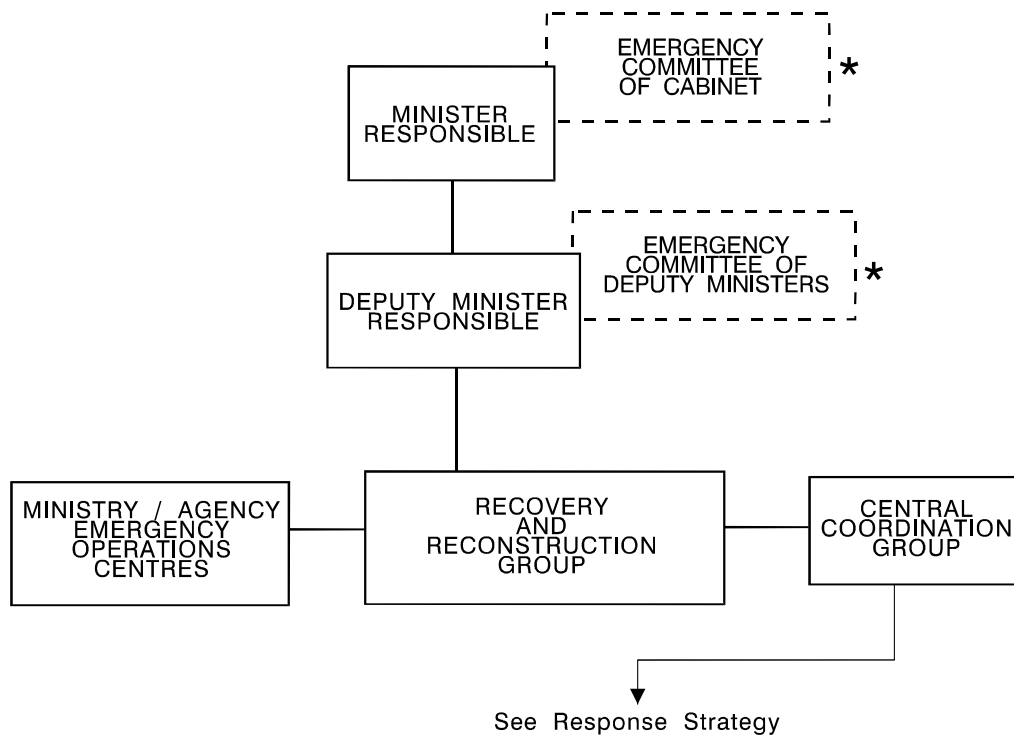 EMERGENCY
COMMITTEE
OF CABINET
*
MINISTER
RESPONSIBLE
EMERGENCY
COMMITTEE OF
DEPUTY MINISTERS
*
DEPUTY MINISTER
RESPONSIBLE
MINISTRY / AGENCY
EMERGENCY
OPERATIONS
CENTRES
RECOVERY
AND
RECONSTRUCTION
GROUP
CENTRAL
COORDINATION
GROUP
See Response Strategy